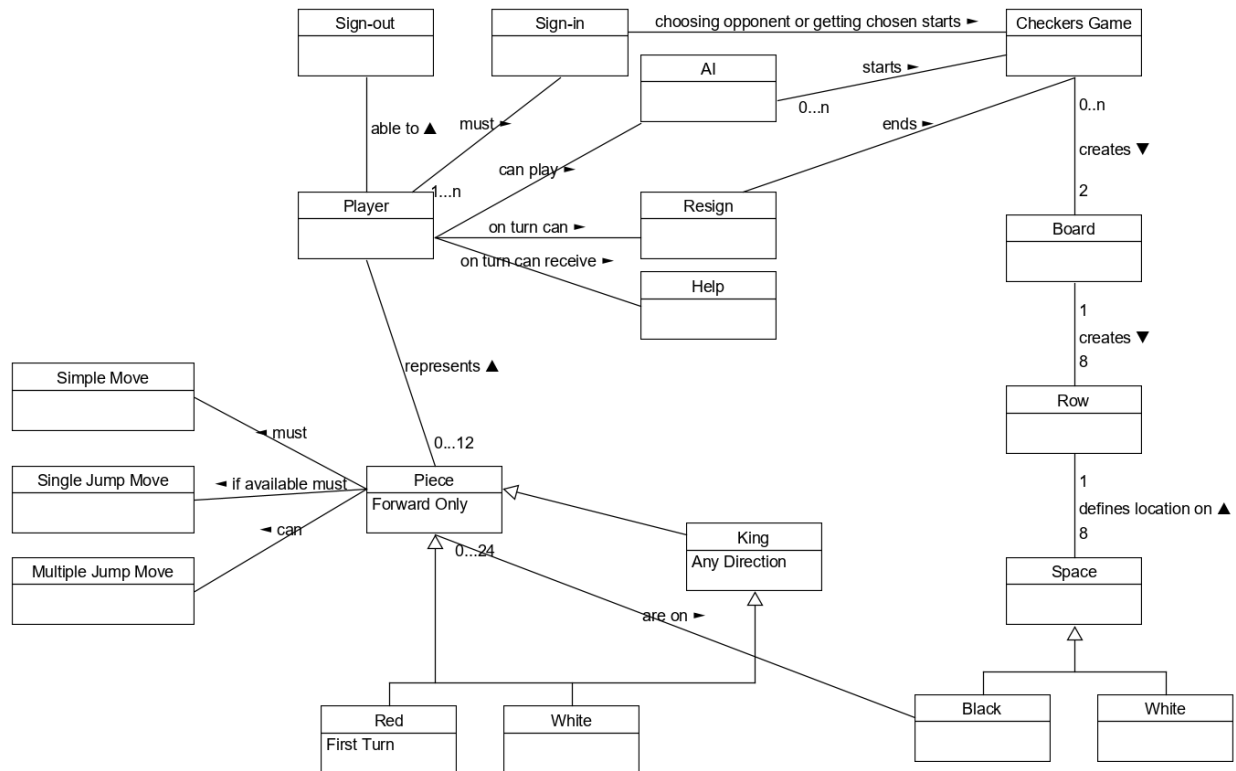 Sign-out
Sign-in
choosing opponent or getting chosen starts ►
Checkers Game
AI
starts ►
0...n
0..n
able to ▲
must ►
ends ►
creates ▼
can play ►
1...n
2
Player
Resign
on turn can ►
Board
on turn can receive ►
Help
1
creates ▼
8
represents ▲
Simple Move
Row
◄ must
0...12
Single Jump Move
◄ if available must
Piece
Forward Only
1
defines location on ▲
8
◄ can
0...24
King
Any Direction
Multiple Jump Move
Space
are on ►
Red
First Turn
White
Black
White